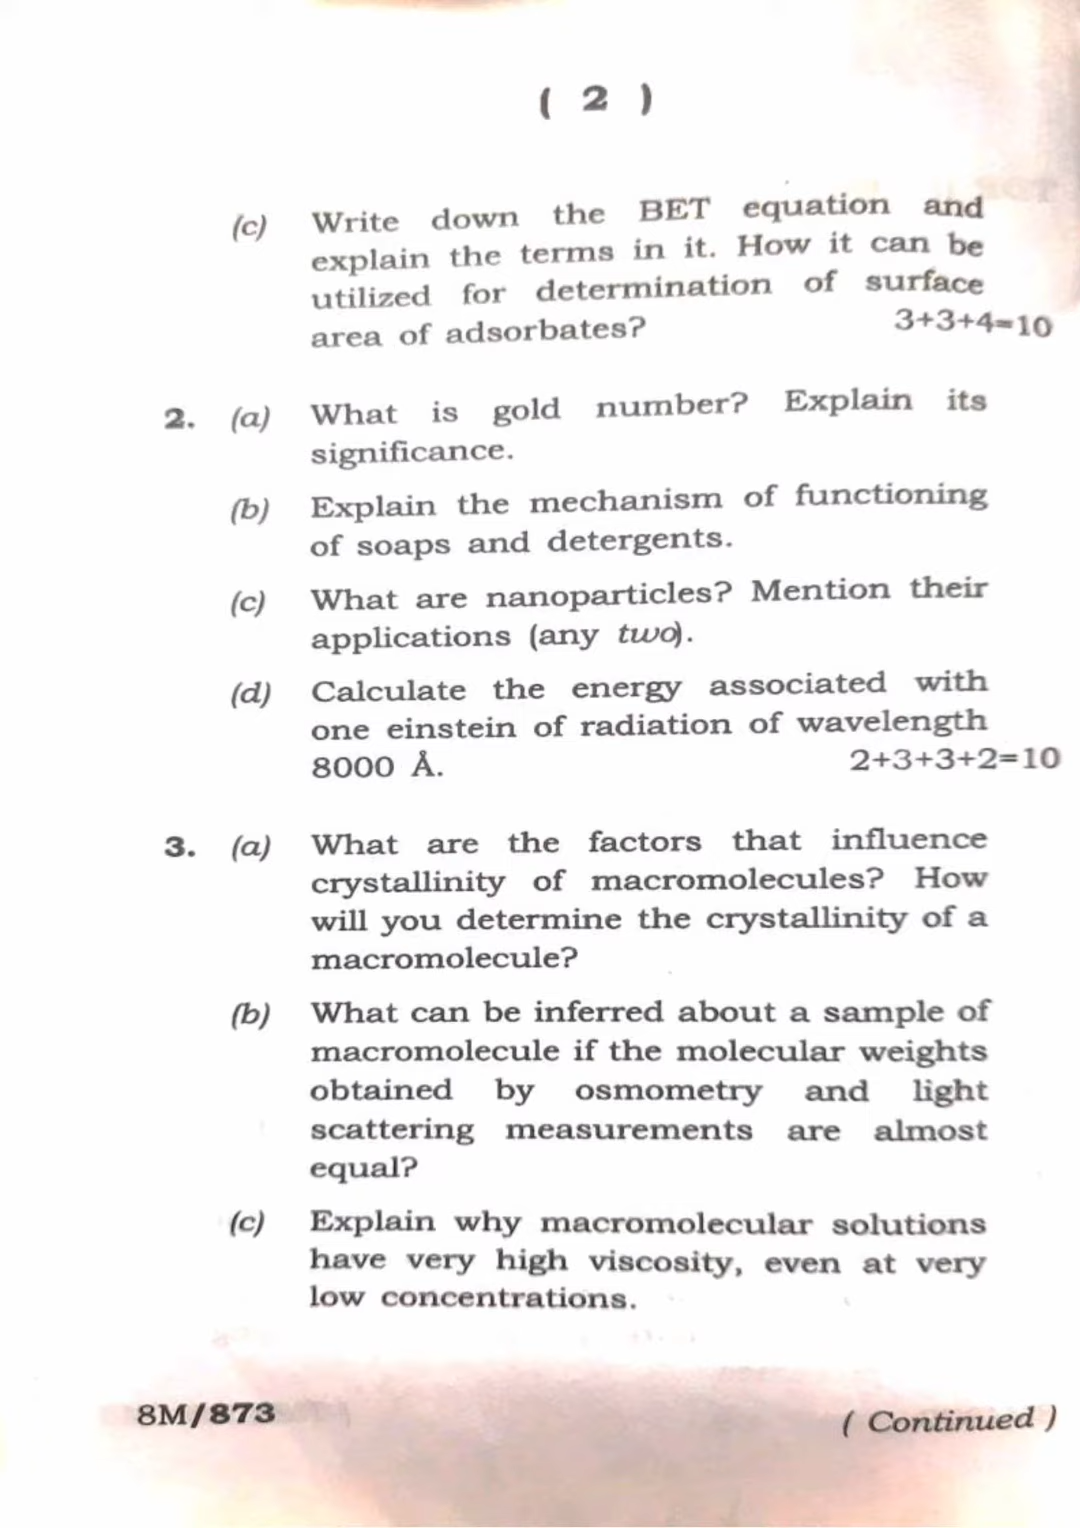 ( 2 )
(c) Write down the BET equation and
explain the terms in it. How it can be
utilized for determination of surface
area of adsorbates? 3+3+4=10
2. (a) What is gold number? Explain its
significance.
(b) Explain the mechanism of functioning
of soaps and detergents.
(c) What are nanoparticles? Mention their
applications (any two).
(d) Calculate the energy associated with
one einstein of radiation of wavelength
8000 Å. 2+3+3+2=10
3. (a) What are the factors that influence
crystallinity of macromolecules? How
will you determine the crystallinity of a
macromolecule?
(b) What can be inferred about a sample of
macromolecule if the molecular weights
obtained by osmometry and light
scattering measurements are almost
equal?
(c) Explain why macromolecular solutions
have very high viscosity, even at very
low concentrations.
8M/873 ( Continued )